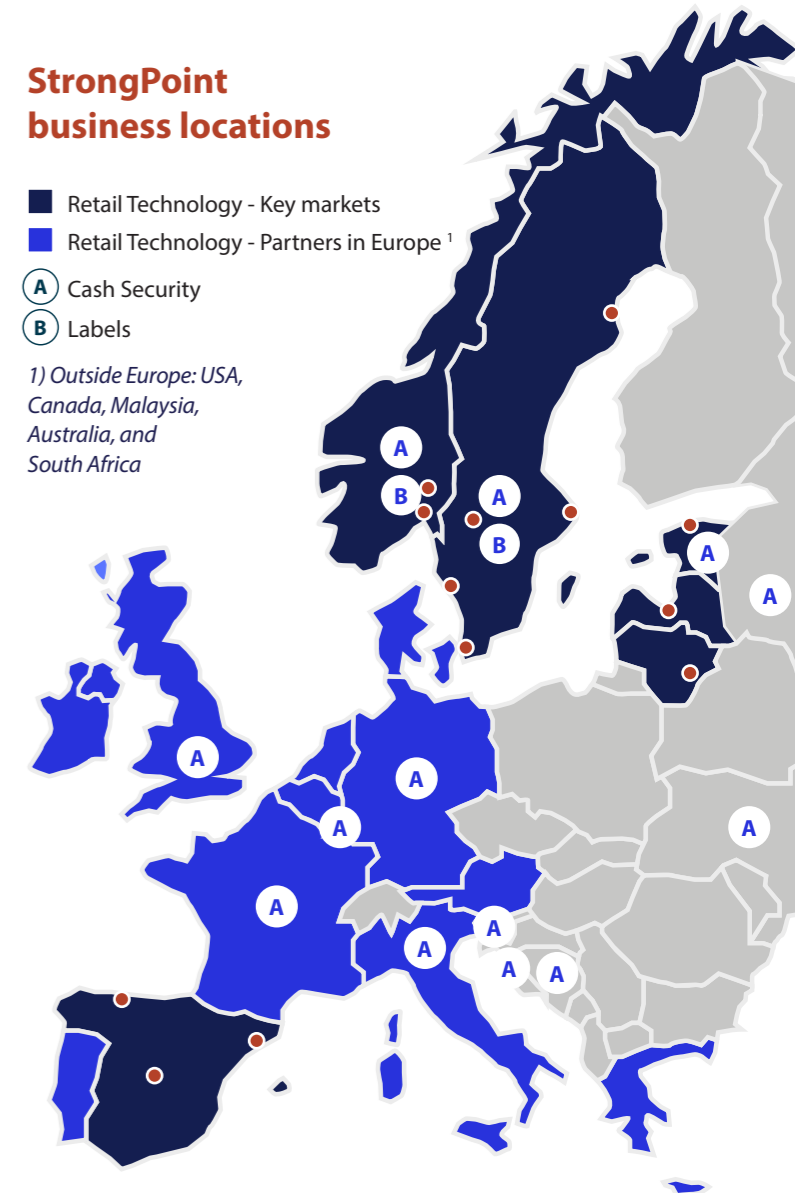 StrongPoint
business locations
Retail Technology - Key markets
Retail Technology - Partners in Europe 1
A Cash Security
B Labels
1) Outside Europe: USA,
Canada, Malaysia,
Australia, and
South Africa
A
B
A
B
A
A
A
A
A
A
A
A
A
A
A